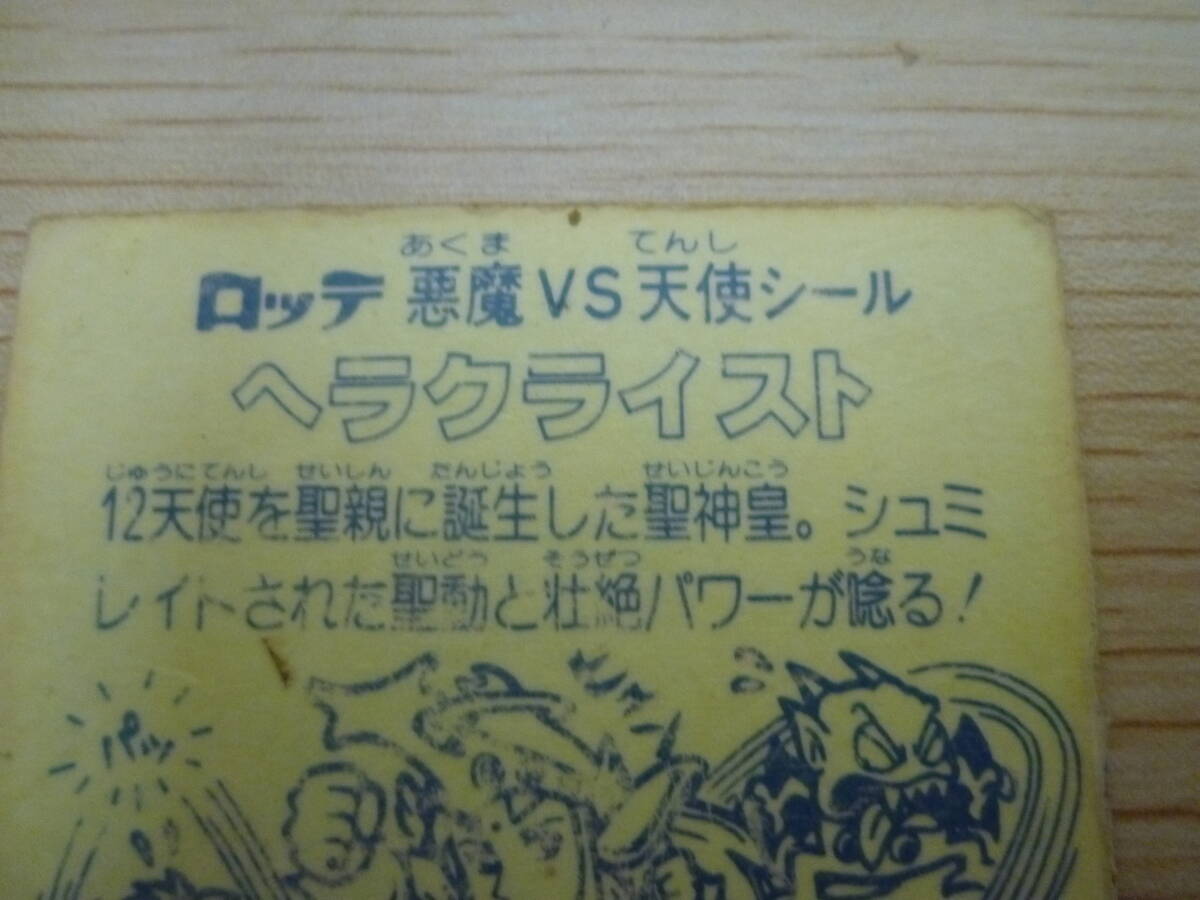 あくま てんし
ロッテ 悪魔VS天使シール
ヘラクライスト
じゅうにてんし せいしん たんじょう せいじんこう
12天使を聖親に誕生した聖神皇。シュミ
せいどう そうぜつ うな
レイトされた聖動と壮絶パワーが唸る!
パッ